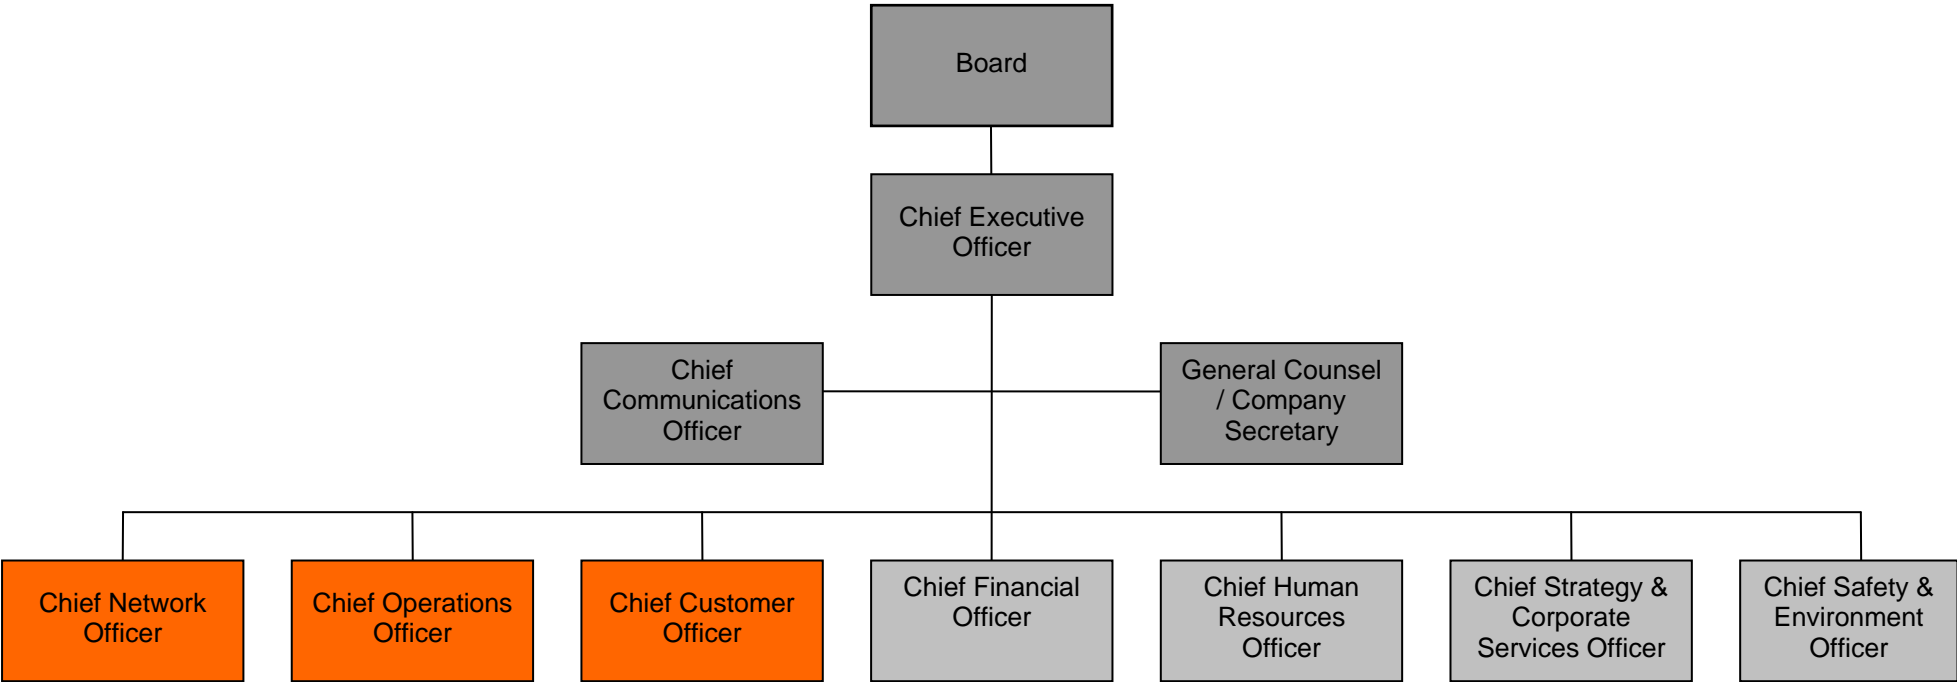 Board
Chief Executive
Officer
Chief
Communications
Officer
General Counsel
/ Company
Secretary
Chief Network
Officer
Chief Operations
Officer
Chief Customer
Officer
Chief Financial
Officer
Chief Human
Resources
Officer
Chief Strategy &
Corporate
Services Officer
Chief Safety &
Environment
Officer